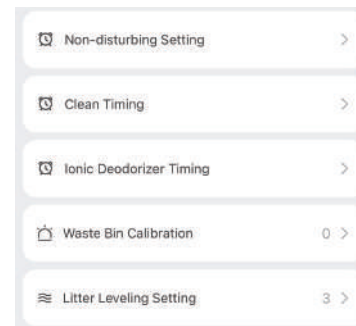 Non-disturbing Setting
Clean Timing
Ionic Deodorizer Timing
Waste Bin Calibration 0
Litter Leveling Setting 3